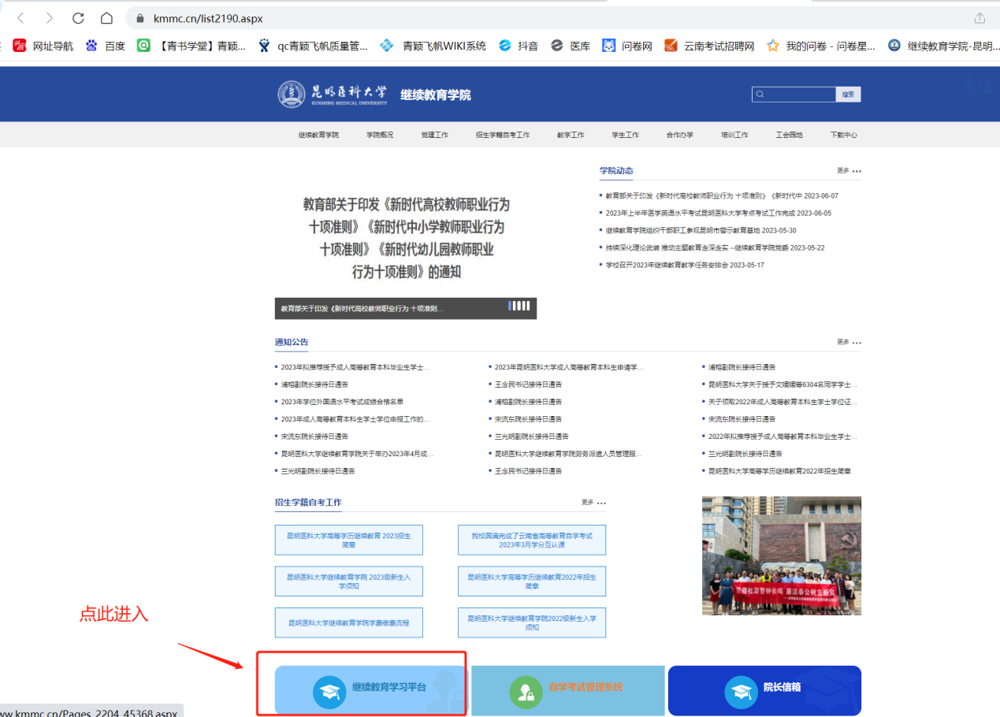 kmmc.cn/list2190.aspx
网址导航 百度 【青书学堂】青颖... qc青颖飞帆质量管... 青颖飞帆WIKI系统 抖音 医库 问卷网 云南考试招聘网 我的问卷 - 问卷星... 继续教育学院-昆明...
昆明医科大学 继续教育学院
KUNMING MEDICAL UNIVERSITY
搜索
继续教育学院 学院概况 党建工作 招生学籍自考工作 教学工作 学生工作 合作办学 培训工作 工会园地 下载中心
学院动态 更多
教育部关于印发《新时代高校教师职业行为 十项准则》《新时代中 2023-06-07
2023年上半年医学英语水平考试昆明医科大学考点考试工作完成 2023-06-05
继续教育学院组织干部职工参观昆明市警示教育基地 2023-05-30
持续深化理论武装 推动主题教育走深走实 --继续教育学院党委 2023-05-22
学校召开2023年继续教育教学任务安排会 2023-05-17
教育部关于印发《新时代高校教师职业行为
十项准则》《新时代中小学教师职业行为
十项准则》《新时代幼儿园教师职业
行为十项准则》的通知
教育部关于印发《新时代高校教师职业行为 十项准则...
通知公告 更多
2023年拟推荐授予成人高等教育本科毕业生学士... 2023年昆明医科大学成人高等教育本科生申请学... 浦榕副院长接待日通告
浦榕副院长接待日通告 王念民书记接待日通告 昆明医科大学关于授予文媛媛等6304名同学学士...
2023年学位外国语水平考试成绩合格名单 浦榕副院长接待日通告 关于领取2022年成人高等教育本科生学士学位证...
2023年成人高等教育本科生学士学位申报工作的... 宋流东院长接待日通告 宋流东院长接待日通告
宋流东院长接待日通告 兰光明副院长接待日通告 2022年拟推荐授予成人高等教育本科毕业生学士...
昆明医科大学继续教育学院关于举办2023年4月成... 昆明医科大学继续教育学院劳务派遣人员管理服... 兰光明副院长接待日通告
兰光明副院长接待日通告 王念民书记接待日通告 昆明医科大学高等学历继续教育2022年招生简章
招生学籍自考工作 更多
昆明医科大学高等学历继续教育 2023招生
简章
我校圆满完成了云南省高等教育自学考试
2023年3月学分互认课
昆明医科大学继续教育学院 2023级新生入
学须知
昆明医科大学高等学历继续教育2022年招生
简章
昆明医科大学继续教育学院学费缴费流程
昆明医科大学继续教育学院2022级新生入学
须知
点此进入
继续教育学习平台 自学考试管理系统 院长信箱
ww.kmmc.cn/Pages_2204_45368.aspx